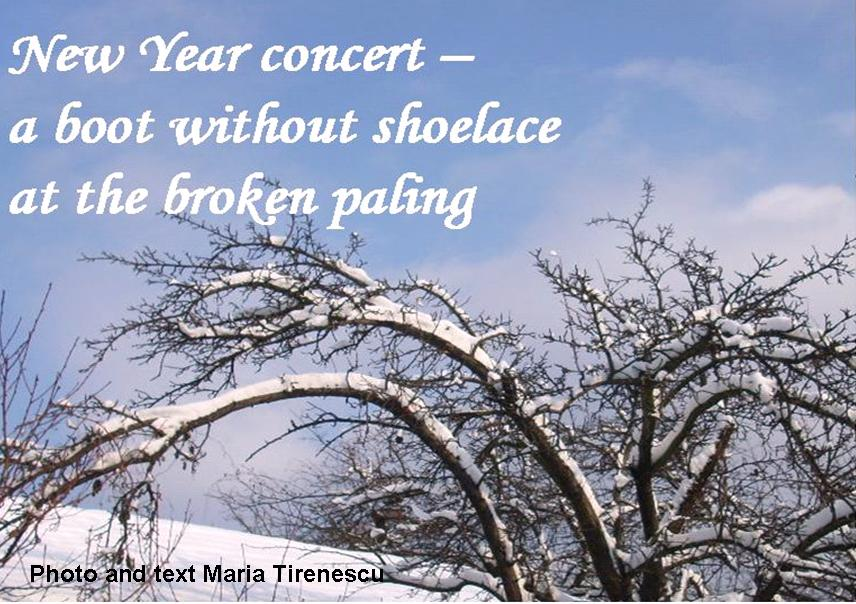 New Year concert –
a boot without shoelace
at the broken paling
Photo and text Maria Tirenescu